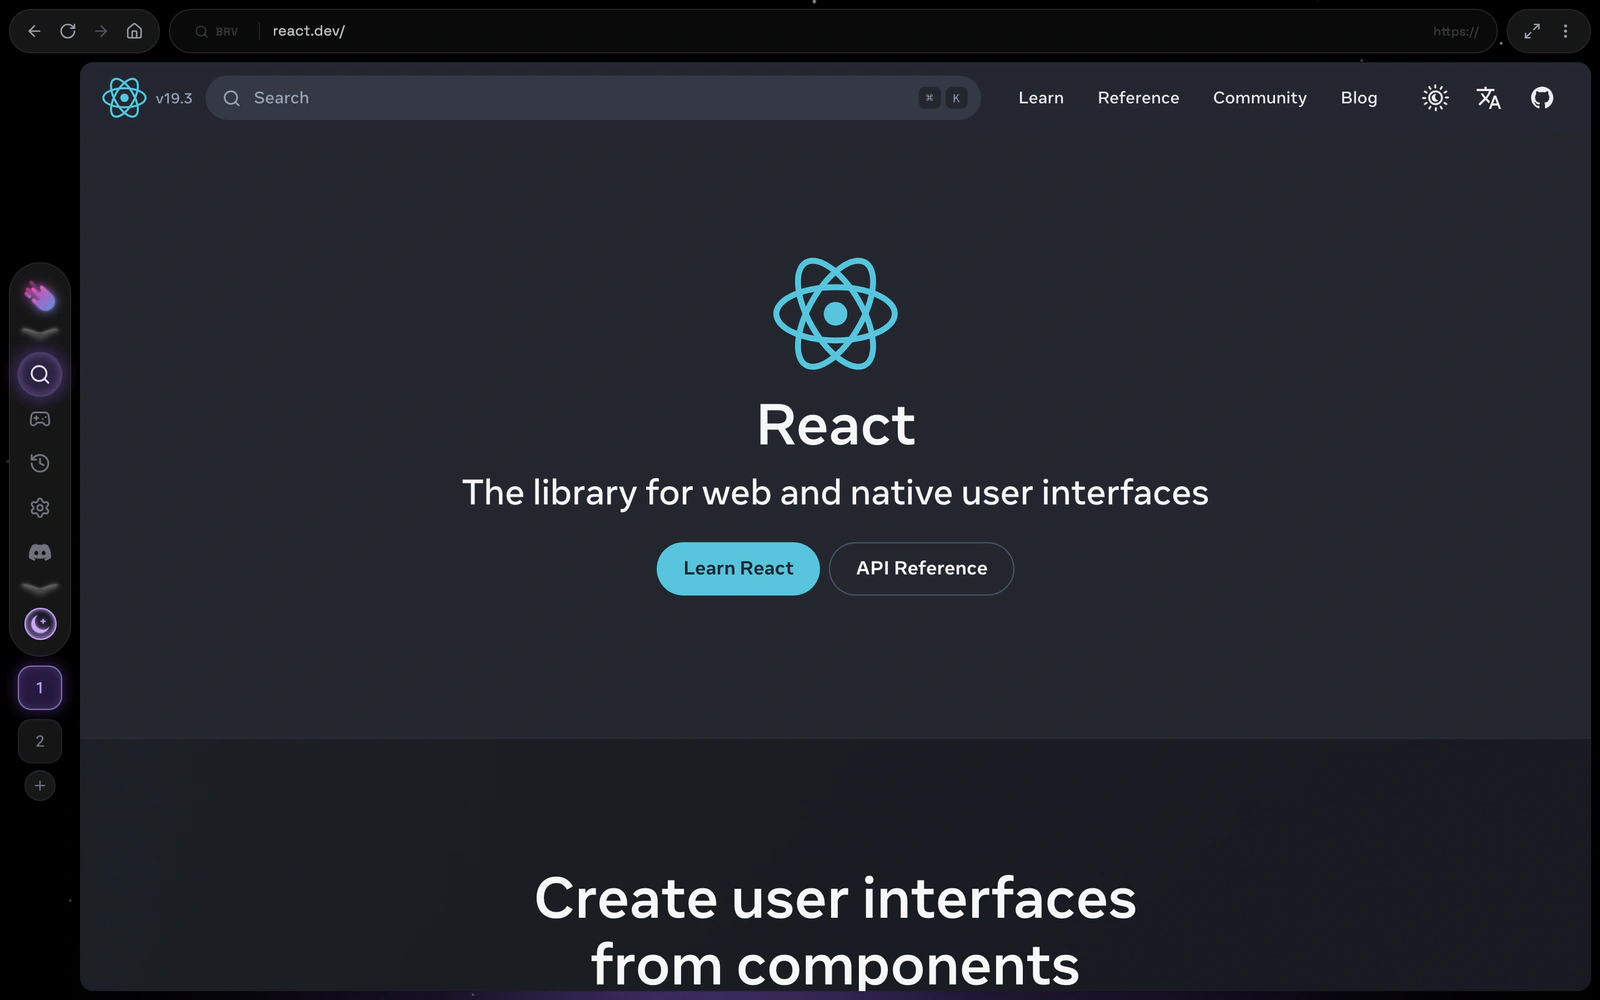 BRV
react.dev/
https://
v19.3
Search
⌘ K
Learn
Reference
Community
Blog
React
The library for web and native user interfaces
Learn React
API Reference
1
2
Create user interfaces
from components